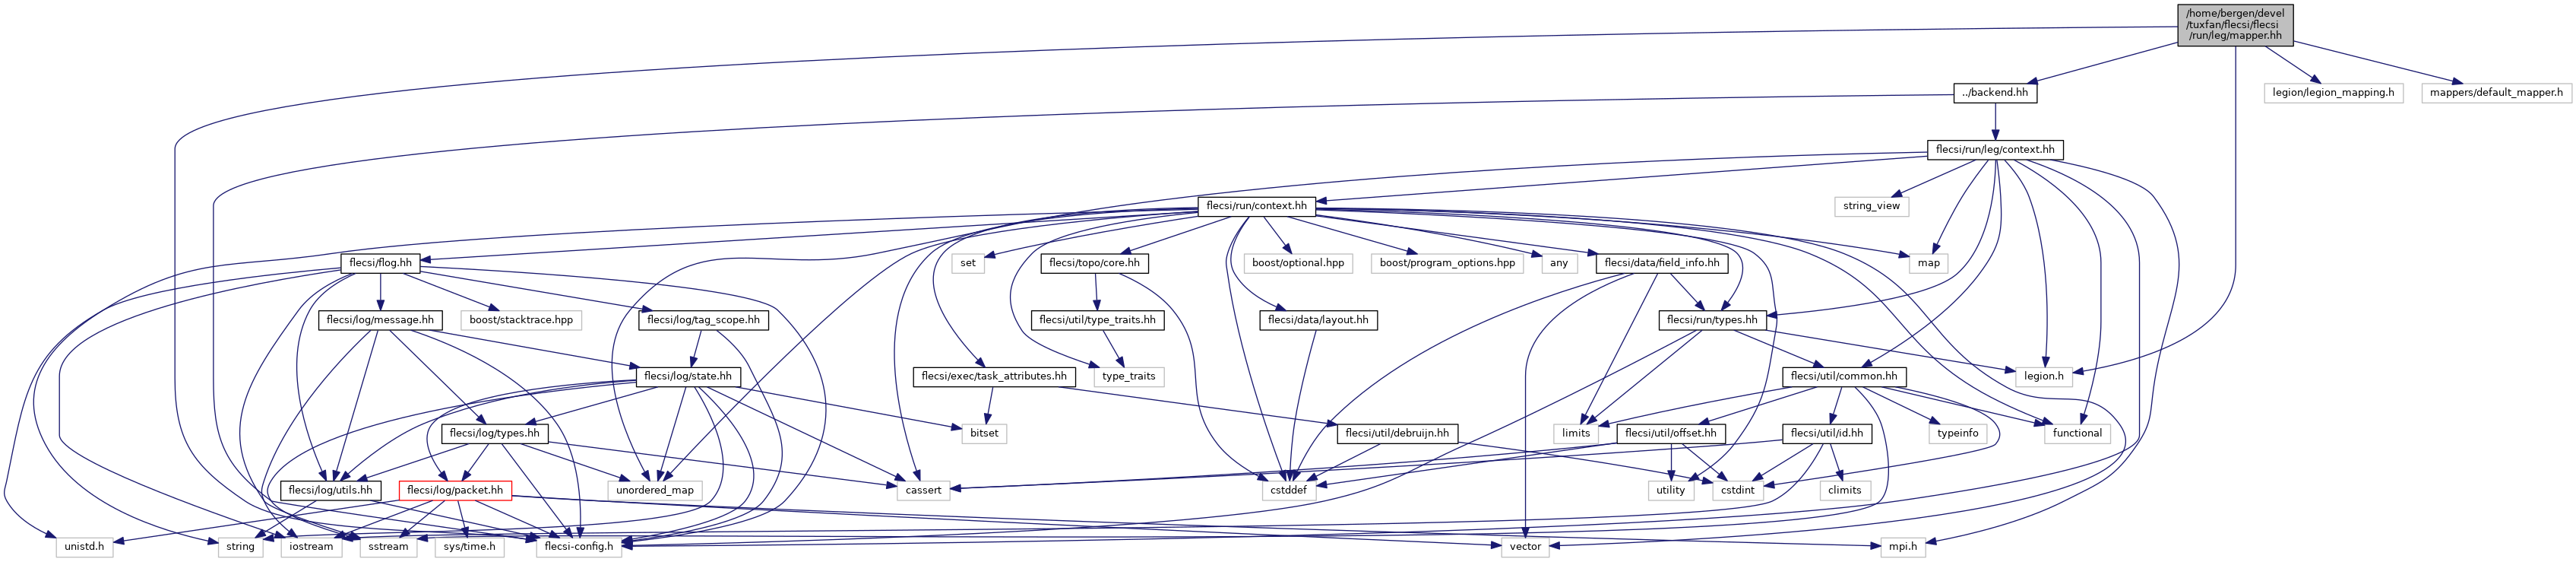 /home/bergen/devel
/tuxfan/flecsi/flecsi
/run/leg/mapper.hh
../backend.hh
legion/legion_mapping.h
mappers/default_mapper.h
flecsi/run/leg/context.hh
flecsi/run/context.hh
string_view
flecsi/flog.hh
set
flecsi/topo/core.hh
boost/optional.hpp
boost/program_options.hpp
any
flecsi/data/field_info.hh
map
flecsi/log/message.hh
boost/stacktrace.hpp
flecsi/log/tag_scope.hh
flecsi/util/type_traits.hh
flecsi/data/layout.hh
flecsi/run/types.hh
flecsi/log/state.hh
flecsi/exec/task_attributes.hh
type_traits
flecsi/util/common.hh
legion.h
flecsi/log/types.hh
bitset
flecsi/util/debruijn.hh
limits
flecsi/util/offset.hh
flecsi/util/id.hh
typeinfo
functional
flecsi/log/utils.hh
flecsi/log/packet.hh
unordered_map
cassert
cstddef
utility
cstdint
climits
unistd.h
string
iostream
sstream
sys/time.h
flecsi-config.h
vector
mpi.h